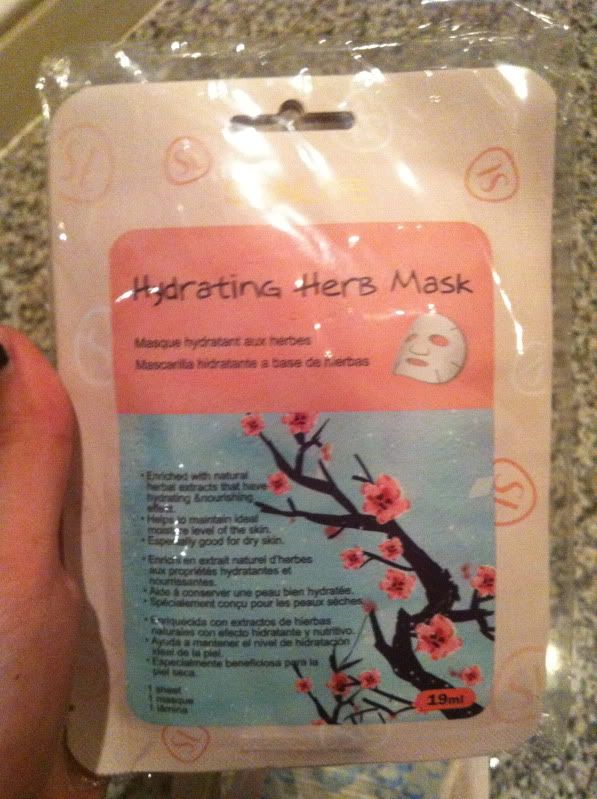 Hydrating Herb Mask
Masque hydratant aux herbes
Mascarilla hidratante a base de hierbas
• Enriched with natural
herbal extracts that have
hydrating &nourishing
effect.
• Helps to maintain ideal
moisture level of the skin.
• Especially good for dry skin.
• Enrichi en extrait naturel d'herbes
aux propriétés hydratantes et
nourrissantes.
• Aide à conserver une peau bien hydratée.
• Spécialement conçu pour les peaux sèches.
• Enriquecida con extractos de hierbas
naturales con efecto hidratante y nutritivo.
• Ayuda a mantener el nivel de hidratación
ideal de la piel.
• Especialmente beneficiosa para la
piel seca.
1 sheet
1 masque
1 lámina
19ml